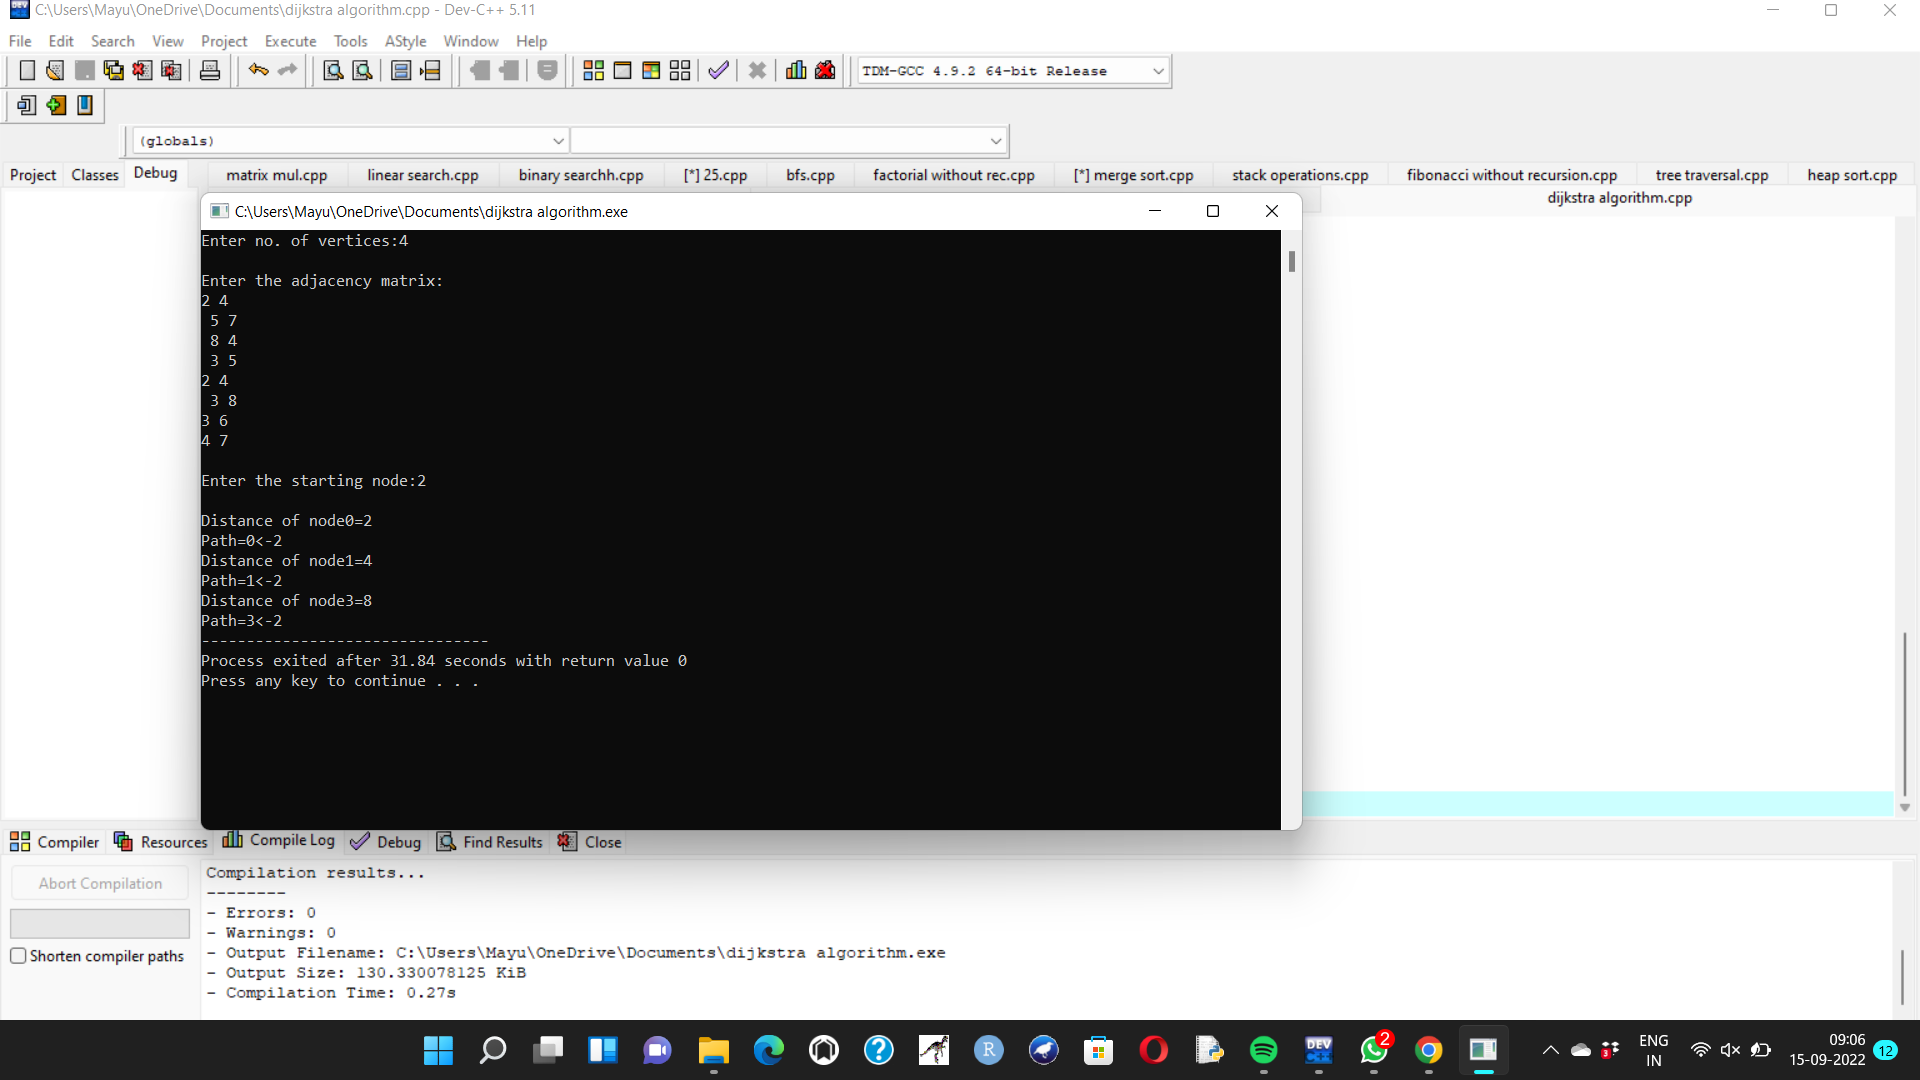 C:\Users\Mayu\OneDrive\Documents\dijkstra algorithm.cpp - Dev-C++ 5.11
File Edit Search View Project Execute Tools AStyle Window Help
TDM-GCC 4.9.2 64-bit Release
(globals)
Project Classes Debug matrix mul.cpp linear search.cpp binary searchh.cpp [*] 25.cpp bfs.cpp factorial without rec.cpp [*] merge sort.cpp stack operations.cpp fibonacci without recursion.cpp tree traversal.cpp heap sort.cpp
dijkstra algorithm.cpp
C:\Users\Mayu\OneDrive\Documents\dijkstra algorithm.exe
Enter no. of vertices:4
Enter the adjacency matrix:
2 4
5 7
8 4
3 5
2 4
3 8
3 6
4 7
Enter the starting node:2
Distance of node0=2
Path=0<-2
Distance of node1=4
Path=1<-2
Distance of node3=8
Path=3<-2
--------------------------------
Process exited after 31.84 seconds with return value 0
Press any key to continue . . .
Compiler Resources Compile Log Debug Find Results Close
Abort Compilation
Shorten compiler paths
Compilation results...
--------
- Errors: 0
- Warnings: 0
- Output Filename: C:\Users\Mayu\OneDrive\Documents\dijkstra algorithm.exe
- Output Size: 130.330078125 KiB
- Compilation Time: 0.27s
R
DEV
2
3
ENG
IN
09:06
15-09-2022
12